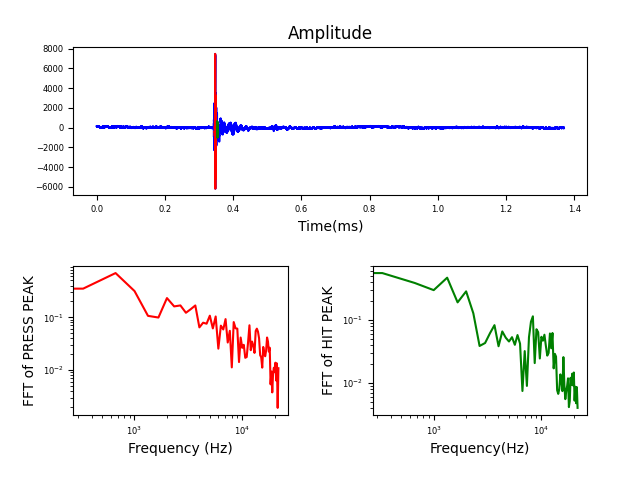 Amplitude
8000
6000
4000
2000
0
−2000
−4000
−6000
0.0 0.2 0.4 0.6 0.8 1.0 1.2 1.4
Time(ms)
FFT of PRESS PEAK
10⁻¹
10⁻²
10³ 10⁴
Frequency (Hz)
FFT of HIT PEAK
10⁻¹
10⁻²
10³ 10⁴
Frequency(Hz)